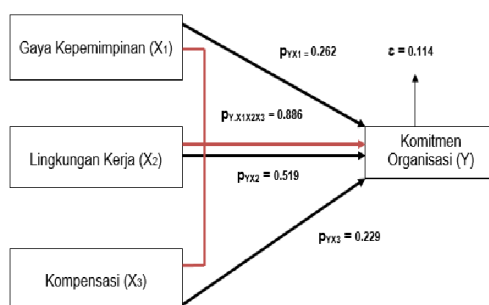 Gaya Kepemimpinan (X₁)
pYX1 = 0.262
ε = 0.114
pY.X1X2X3 = 0.886
Lingkungan Kerja (X₂)
Komitmen
Organisasi (Y)
pYX2 = 0.519
pYX3 = 0.229
Kompensasi (X₃)